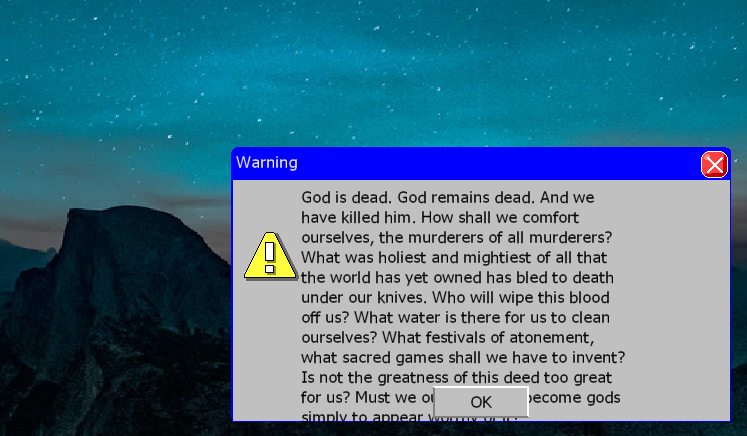 Warning
God is dead. God remains dead. And we
have killed him. How shall we comfort
ourselves, the murderers of all murderers?
What was holiest and mightiest of all that
the world has yet owned has bled to death
under our knives. Who will wipe this blood
off us? What water is there for us to clean
ourselves? What festivals of atonement,
what sacred games shall we have to invent?
Is not the greatness of this deed too great
for us? Must we become gods
simply to appear
OK